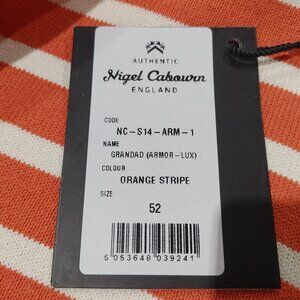 AUTHENTIC
Nigel Cabourn
ENGLAND
CODE
NC-S14-ARM-1
NAME
GRANDAD (ARMOR-LUX)
COLOUR
ORANGE STRIPE
SIZE
52
5 053648 039241